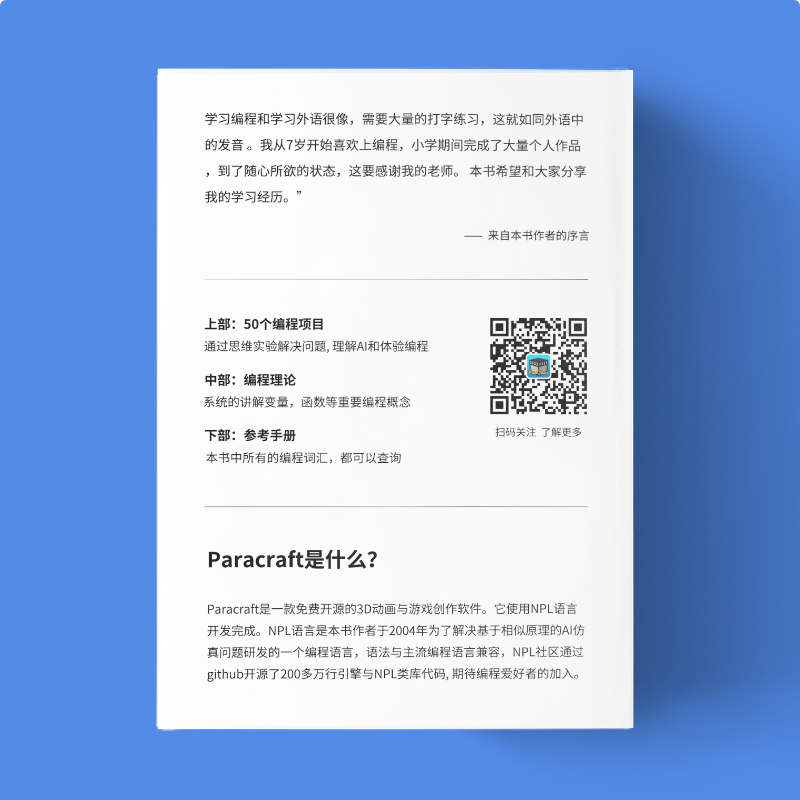 学习编程和学习外语很像，需要大量的打字练习，这就如同外语中
的发音 。我从7岁开始喜欢上编程，小学期间完成了大量个人作品
，到了随心所欲的状态，这要感谢我的老师。 本书希望和大家分享
我的学习经历。”
—— 来自本书作者的序言
上部：50个编程项目
通过思维实验解决问题, 理解AI和体验编程
中部：编程理论
系统的讲解变量，函数等重要编程概念
下部：参考手册
本书中所有的编程词汇，都可以查询
扫码关注 了解更多
Paracraft是什么？
Paracraft是一款免费开源的3D动画与游戏创作软件。它使用NPL语言
开发完成。NPL语言是本书作者于2004年为了解决基于相似原理的AI仿
真问题研发的一个编程语言，语法与主流编程语言兼容，NPL社区通过
github开源了200多万行引擎与NPL类库代码, 期待编程爱好者的加入。